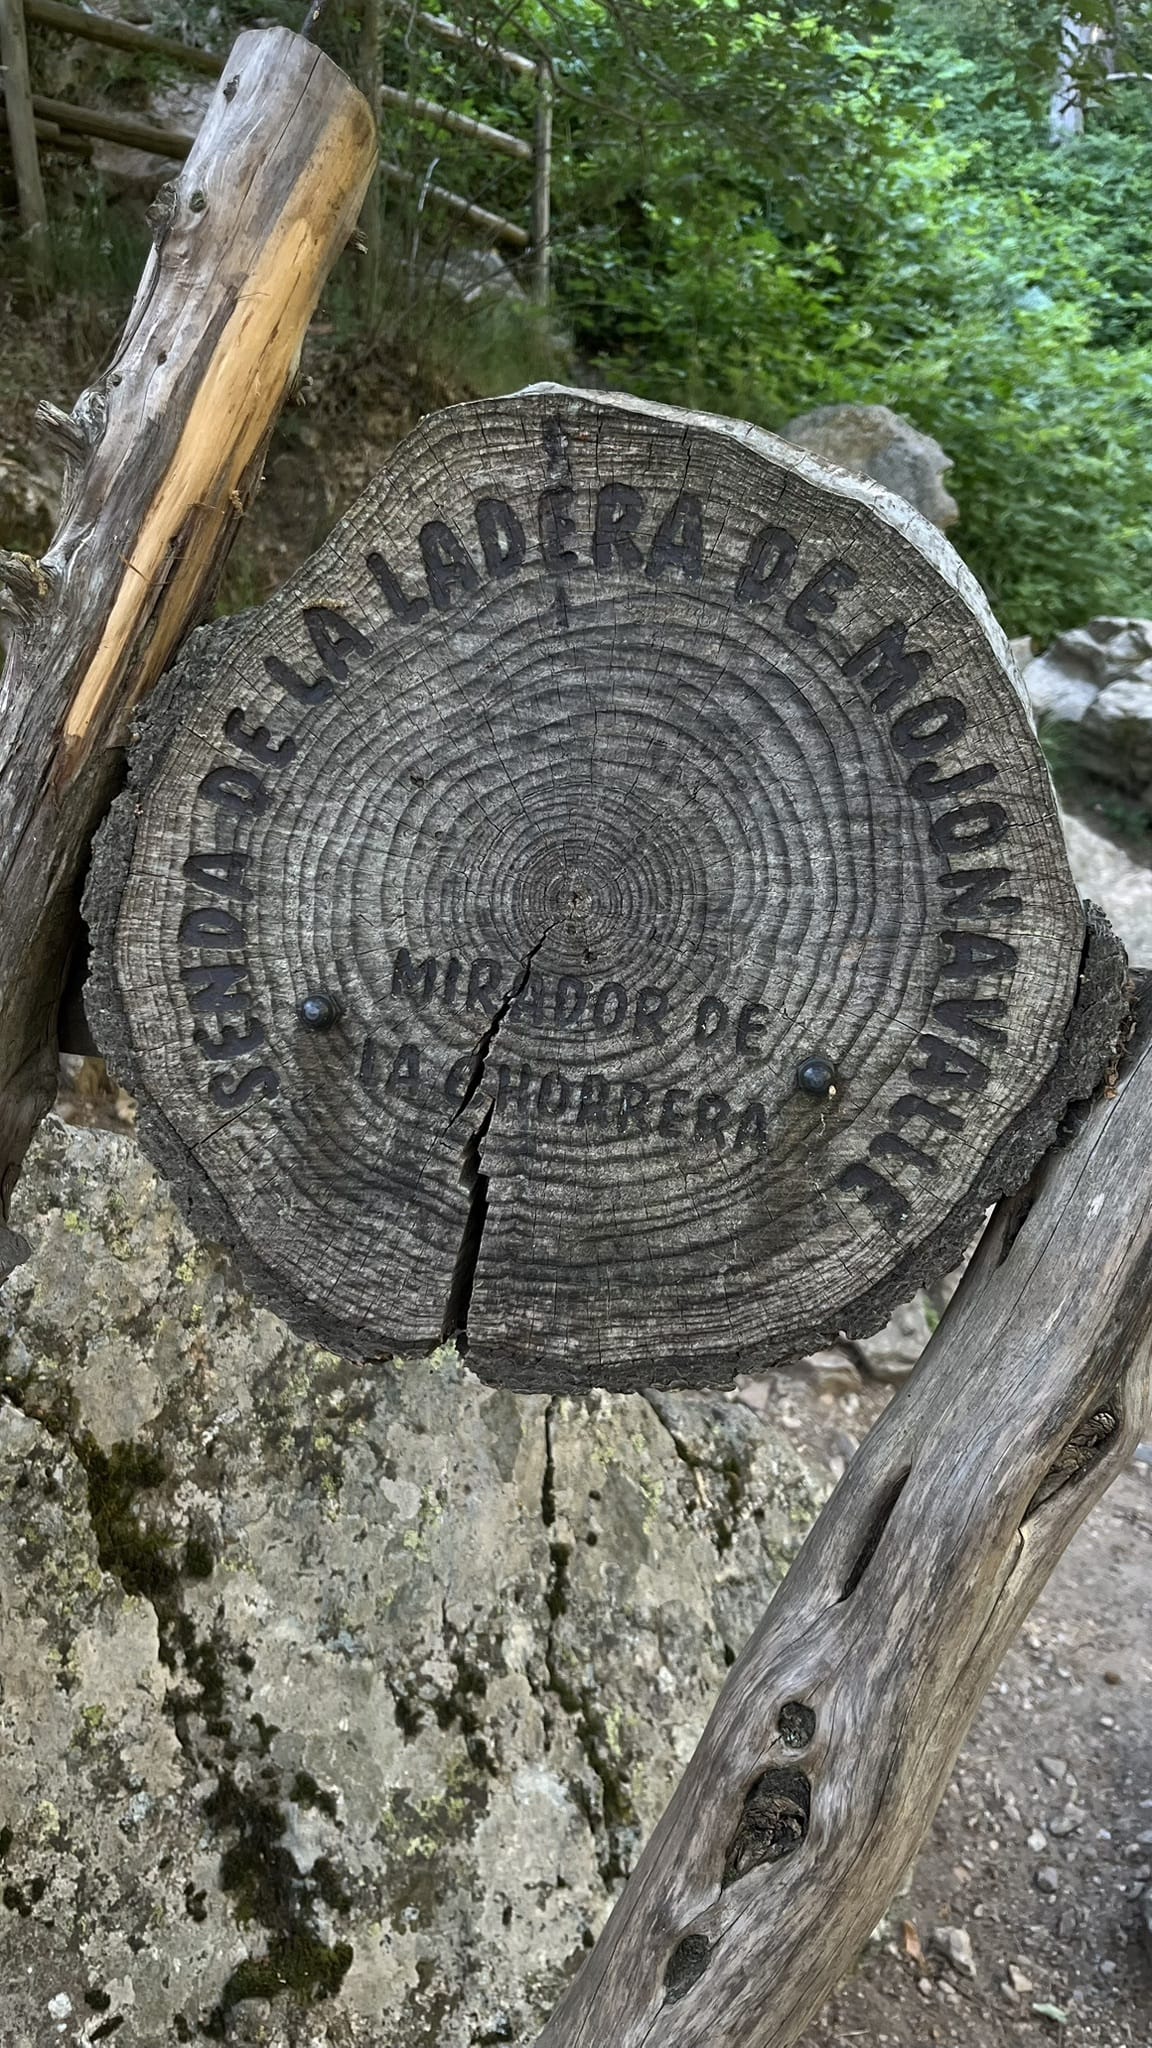 SENDA DE LA LADERA DE MOJONAVALLE
MIRADOR DE
LA CHORRERA